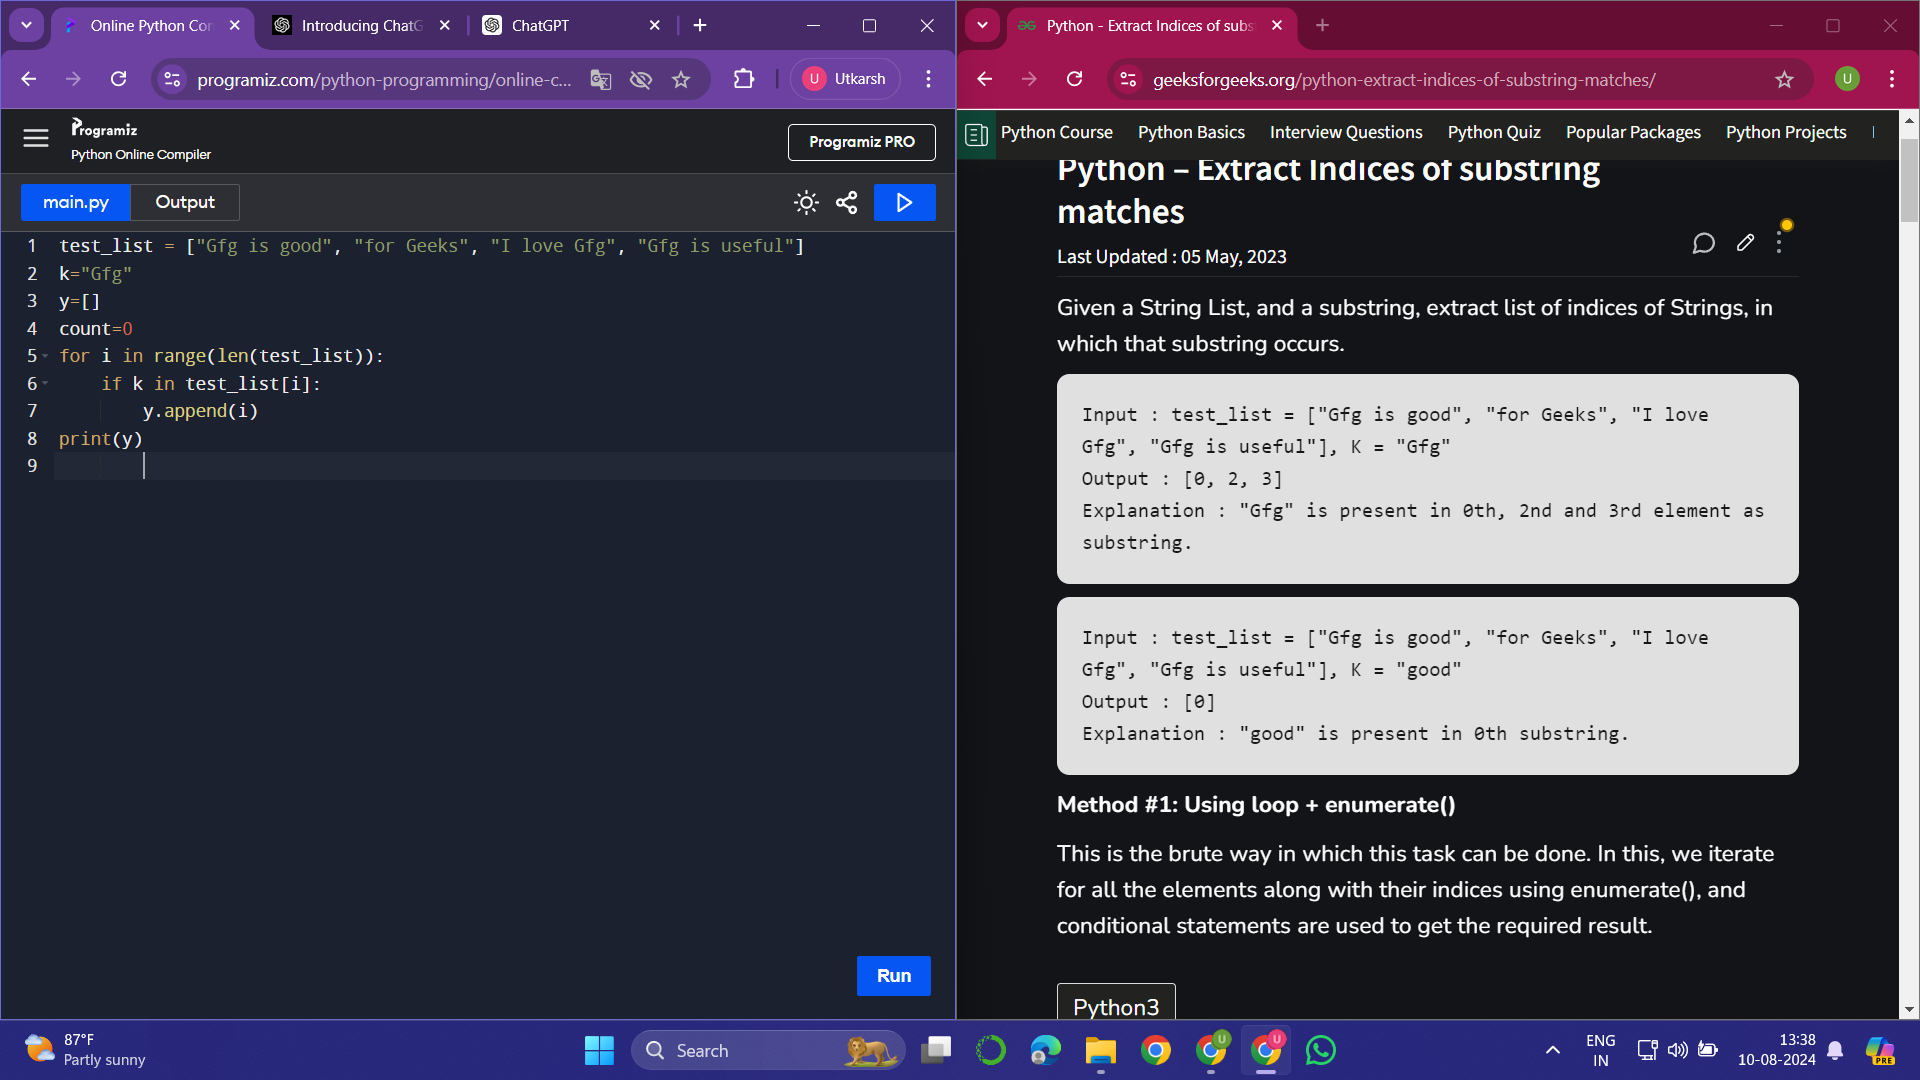 Online Python Con
Introducing ChatG
ChatGPT
programiz.com/python-programming/online-c...
U
Utkarsh
Programiz
Python Online Compiler
Programiz PRO
main.py
Output
1 test_list = ["Gfg is good", "for Geeks", "I love Gfg", "Gfg is useful"]
2 k="Gfg"
3 y=[]
4 count=0
5 for i in range(len(test_list)):
6 if k in test_list[i]:
7 y.append(i)
8 print(y)
9
Run
Python - Extract Indices of subs
geeksforgeeks.org/python-extract-indices-of-substring-matches/
U
Python Course Python Basics Interview Questions Python Quiz Popular Packages Python Projects
Python – Extract Indices of substring
matches
Last Updated : 05 May, 2023
Given a String List, and a substring, extract list of indices of Strings, in
which that substring occurs.
Input : test_list = ["Gfg is good", "for Geeks", "I love
Gfg", "Gfg is useful"], K = "Gfg"
Output : [0, 2, 3]
Explanation : "Gfg" is present in 0th, 2nd and 3rd element as
substring.
Input : test_list = ["Gfg is good", "for Geeks", "I love
Gfg", "Gfg is useful"], K = "good"
Output : [0]
Explanation : "good" is present in 0th substring.
Method #1: Using loop + enumerate()
This is the brute way in which this task can be done. In this, we iterate
for all the elements along with their indices using enumerate(), and
conditional statements are used to get the required result.
Python3
87°F
Partly sunny
Search
U
U
ENG
IN
13:38
10-08-2024
PRE